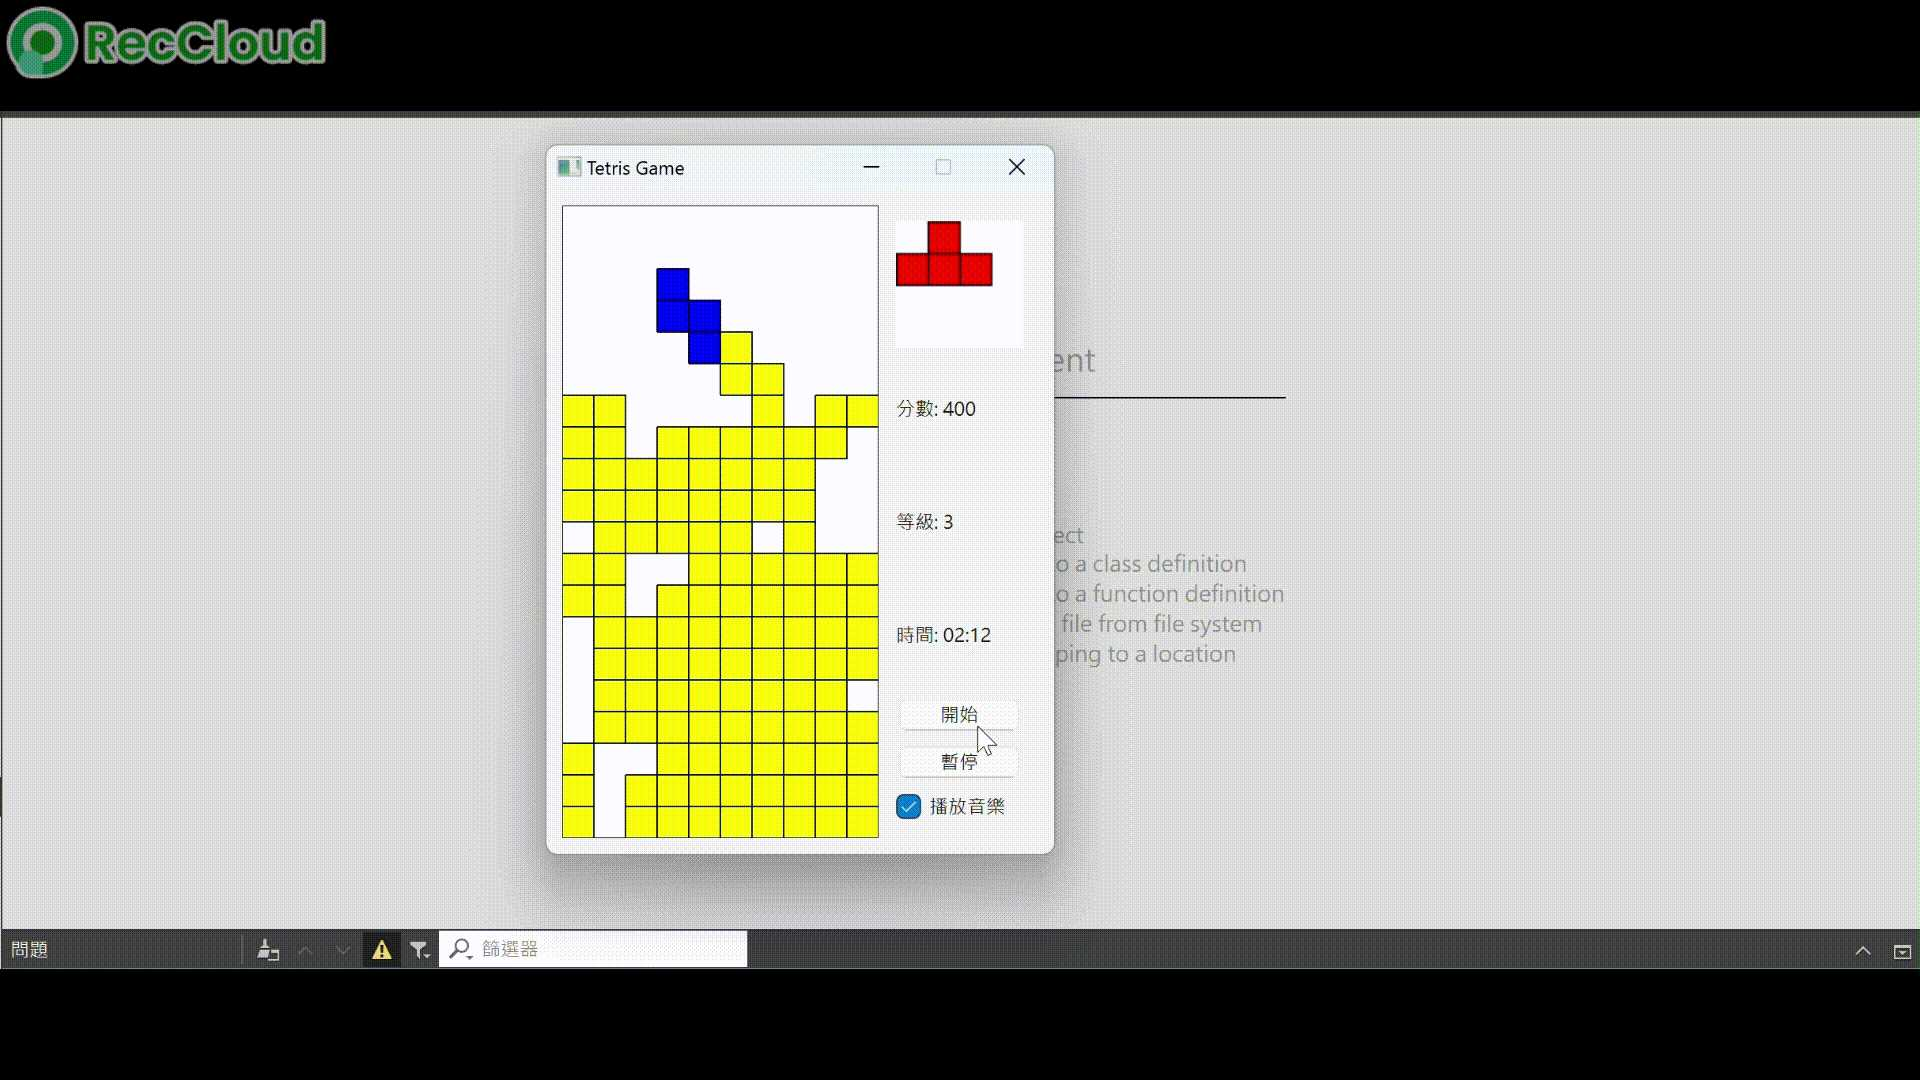 RecCloud
Tetris Game
分數: 400
等級: 3
時間: 02:12
開始
暫停
播放音樂
ent
ect
o a class definition
o a function definition
file from file system
ping to a location
問題
篩選器